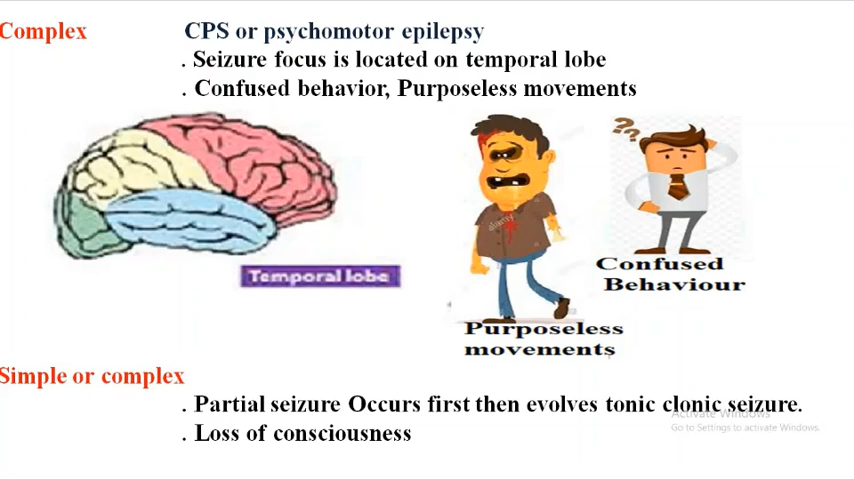 Complex CPS or psychomotor epilepsy
. Seizure focus is located on temporal lobe
. Confused behavior, Purposeless movements
??
alamy
Temporal lobe
Confused
Behaviour
Purposeless
movements
Simple or complex
. Partial seizure Occurs first then evolves tonic clonic seizure.
Activate Windows
Go to Settings to activate Windows.
. Loss of consciousness